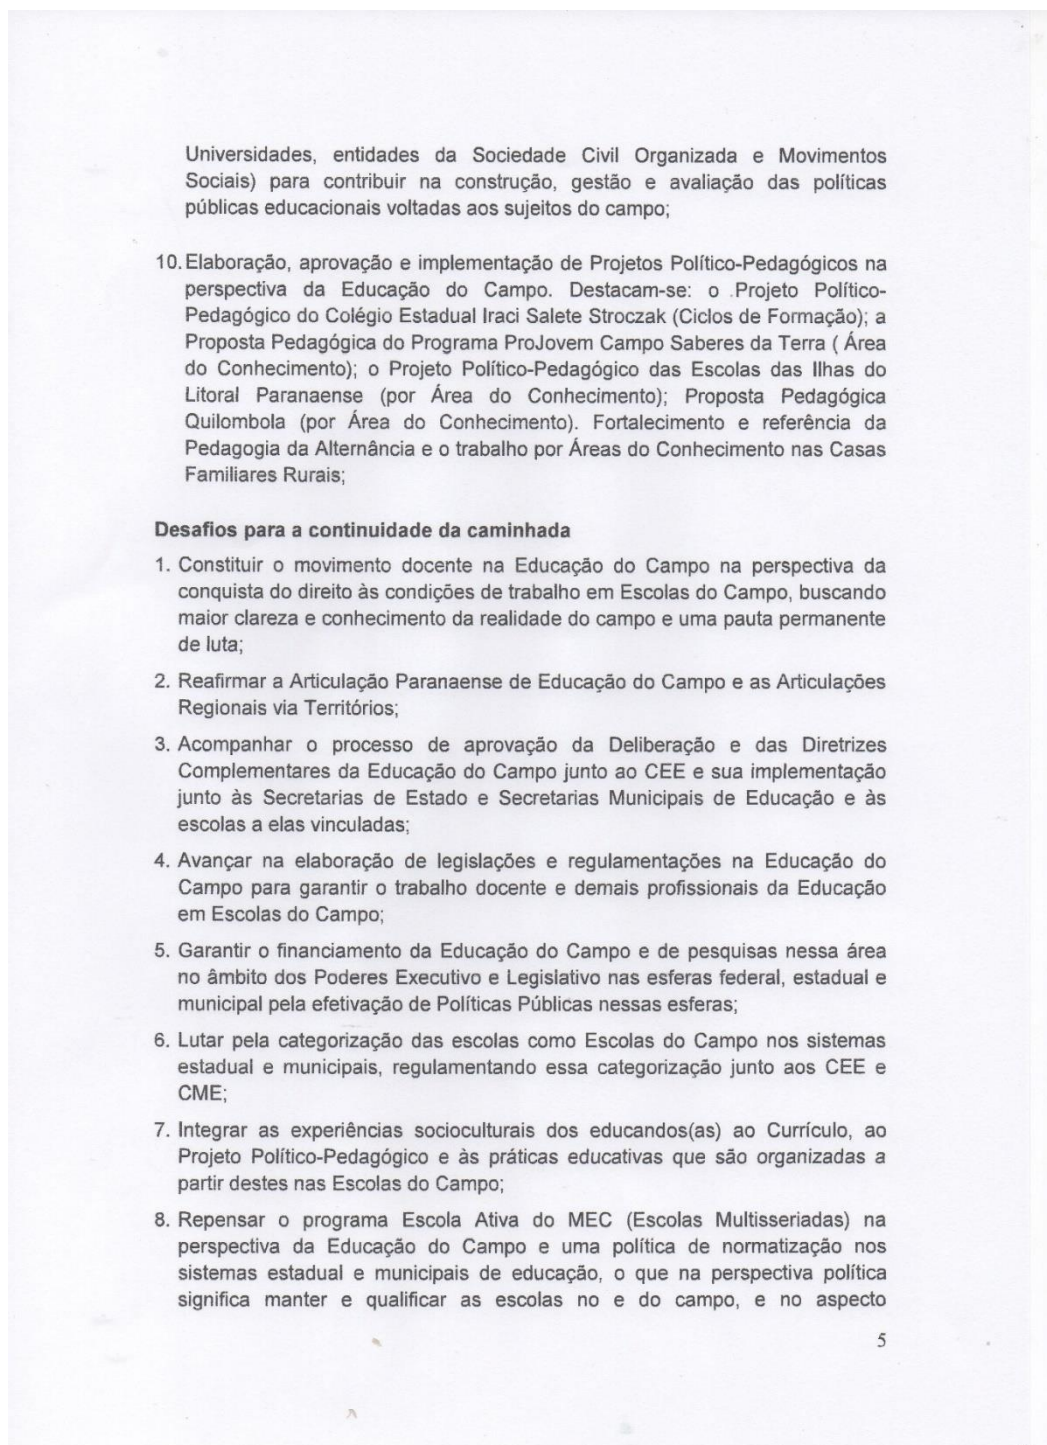 Universidades, entidades da Sociedade Civil Organizada e Movimentos
Sociais) para contribuir na construção, gestão e avaliação das políticas
públicas educacionais voltadas aos sujeitos do campo;
10. Elaboração, aprovação e implementação de Projetos Político-Pedagógicos na
perspectiva da Educação do Campo. Destacam-se: o Projeto Político-
Pedagógico do Colégio Estadual Iraci Salete Stroczak (Ciclos de Formação); a
Proposta Pedagógica do Programa ProJovem Campo Saberes da Terra ( Área
do Conhecimento); o Projeto Político-Pedagógico das Escolas das Ilhas do
Litoral Paranaense (por Área do Conhecimento); Proposta Pedagógica
Quilombola (por Área do Conhecimento). Fortalecimento e referência da
Pedagogia da Alternância e o trabalho por Áreas do Conhecimento nas Casas
Familiares Rurais;
Desafios para a continuidade da caminhada
1. Constituir o movimento docente na Educação do Campo na perspectiva da
conquista do direito às condições de trabalho em Escolas do Campo, buscando
maior clareza e conhecimento da realidade do campo e uma pauta permanente
de luta;
2. Reafirmar a Articulação Paranaense de Educação do Campo e as Articulações
Regionais via Territórios;
3. Acompanhar o processo de aprovação da Deliberação e das Diretrizes
Complementares da Educação do Campo junto ao CEE e sua implementação
junto às Secretarias de Estado e Secretarias Municipais de Educação e às
escolas a elas vinculadas;
4. Avançar na elaboração de legislações e regulamentações na Educação do
Campo para garantir o trabalho docente e demais profissionais da Educação
em Escolas do Campo;
5. Garantir o financiamento da Educação do Campo e de pesquisas nessa área
no âmbito dos Poderes Executivo e Legislativo nas esferas federal, estadual e
municipal pela efetivação de Políticas Públicas nessas esferas;
6. Lutar pela categorização das escolas como Escolas do Campo nos sistemas
estadual e municipais, regulamentando essa categorização junto aos CEE e
CME;
7. Integrar as experiências socioculturais dos educandos(as) ao Currículo, ao
Projeto Político-Pedagógico e às práticas educativas que são organizadas a
partir destes nas Escolas do Campo;
8. Repensar o programa Escola Ativa do MEC (Escolas Multisseriadas) na
perspectiva da Educação do Campo e uma política de normatização nos
sistemas estadual e municipais de educação, o que na perspectiva política
significa manter e qualificar as escolas no e do campo, e no aspecto
5